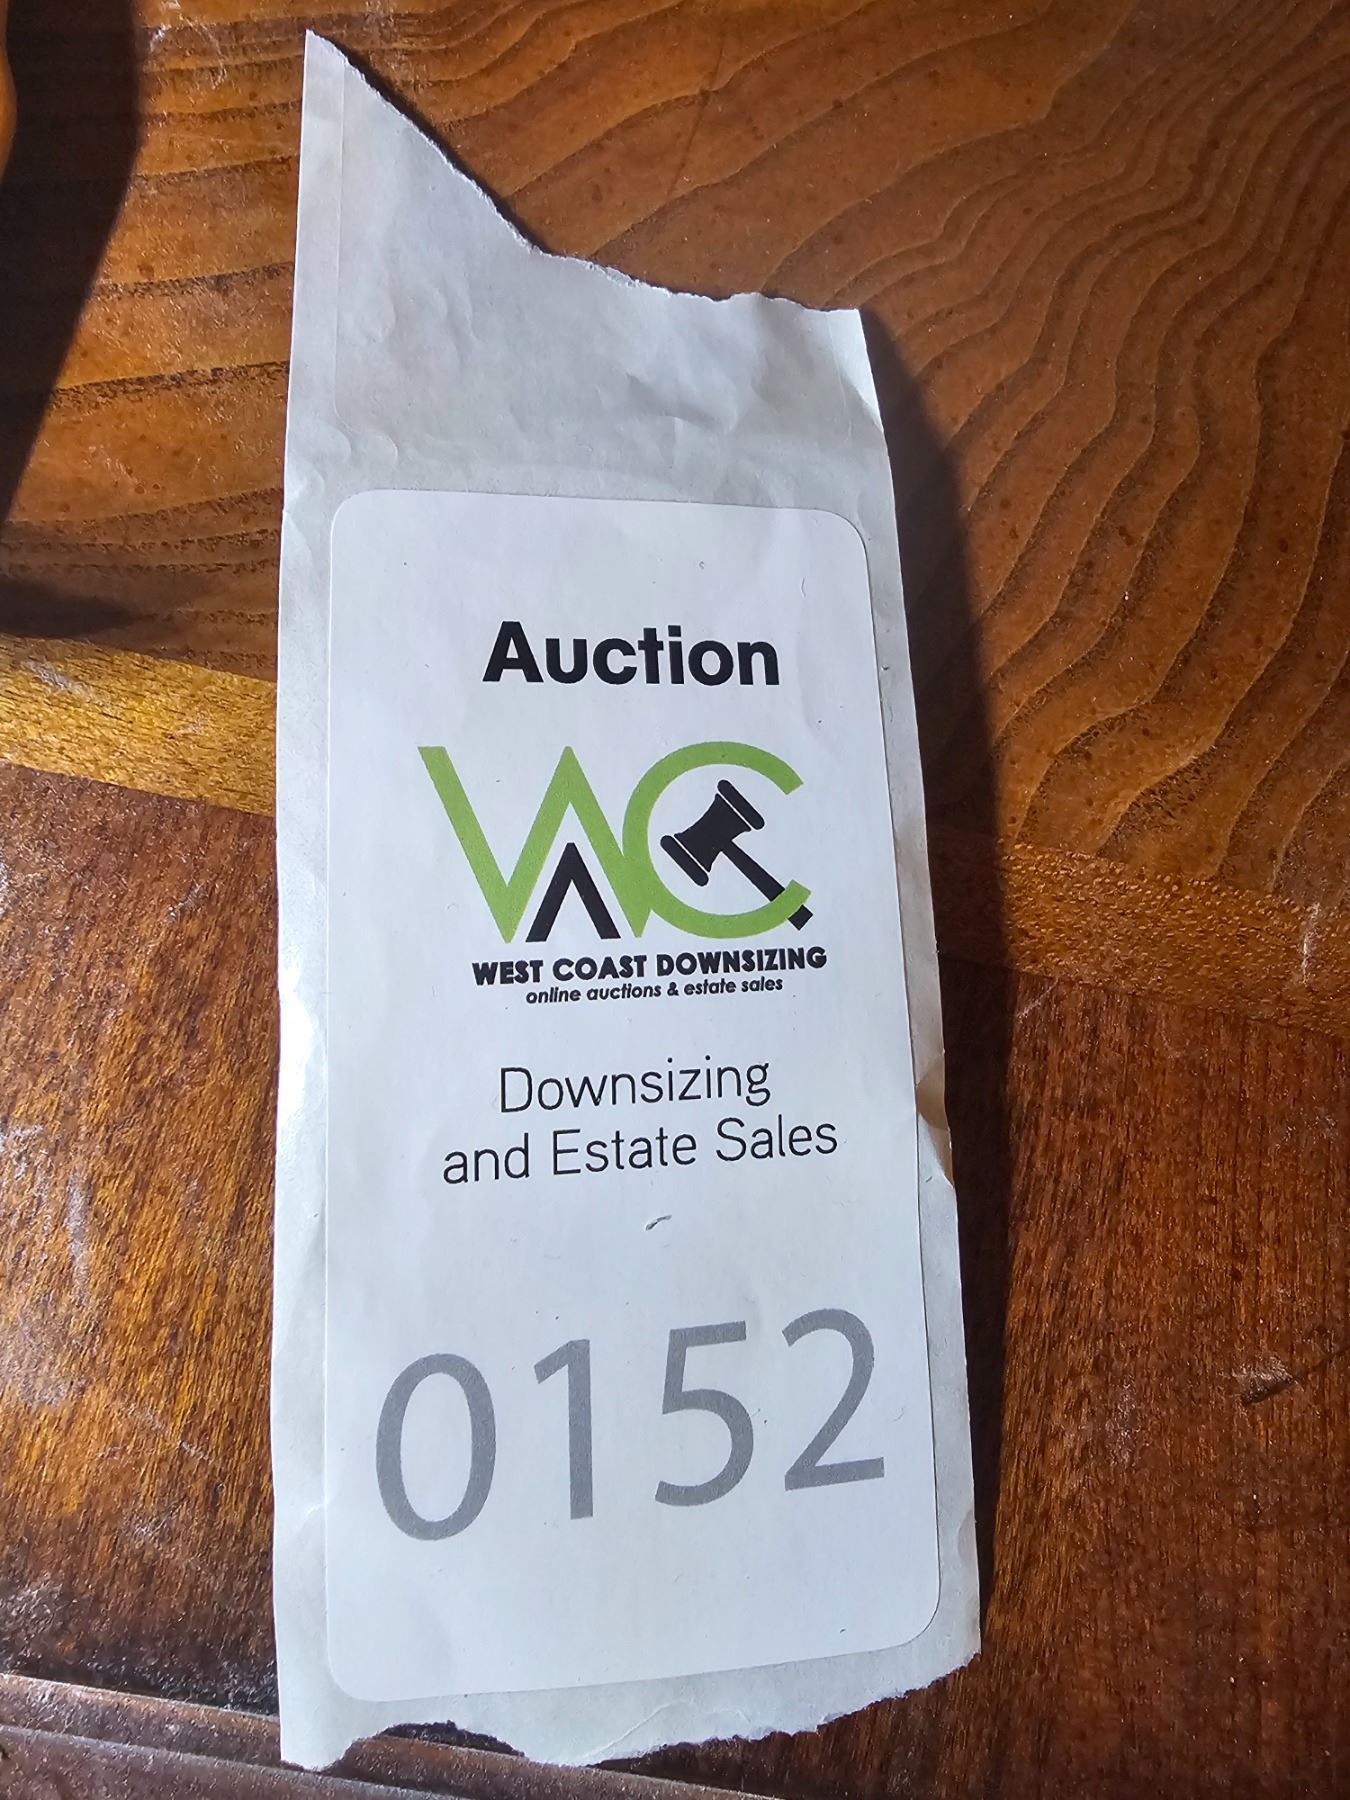 Auction
WC
WEST COAST DOWNSIZING
online auctions & estate sales
Downsizing
and Estate Sales
0152